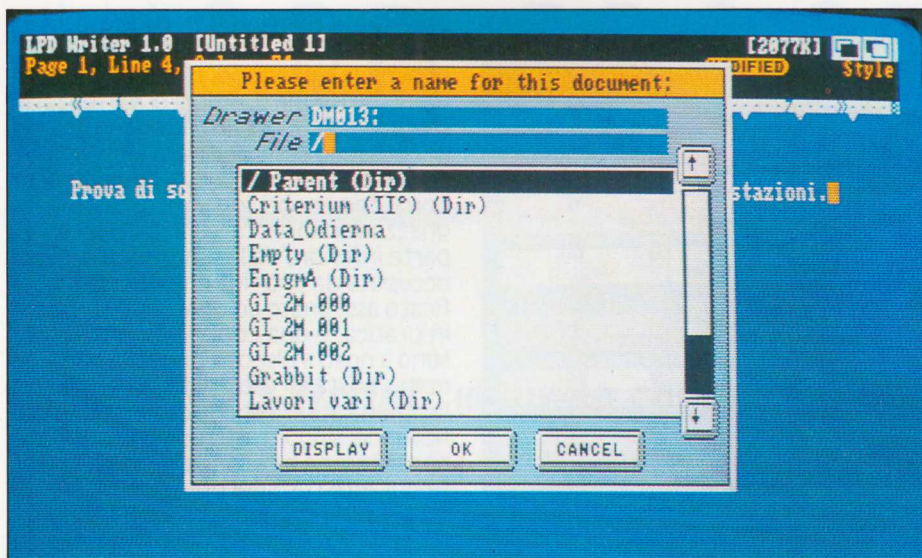 LPD Writer 1.0 [Untitled 1] [2077K]
Page 1, Line 4, Style
Please enter a name for this document:
Drawer DM013:
File /
/ Parent (Dir)
Prova di so stazioni.
Criterium (II°) (Dir)
Data_Odierna
Empty (Dir)
EnigmA (Dir)
GI_2M.000
GI_2M.001
GI_2M.002
Grabbit (Dir)
Lavori vari (Dir)
DISPLAY OK CANCEL